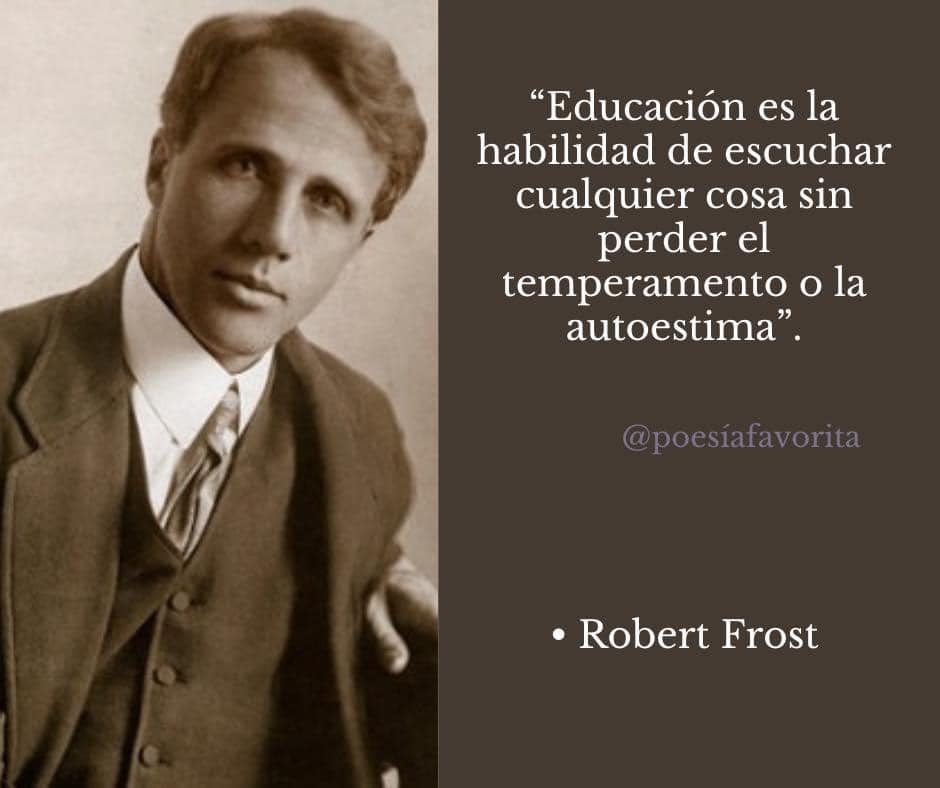 “Educación es la
habilidad de escuchar
cualquier cosa sin
perder el
temperamento o la
autoestima”.
@poesíafavorita
• Robert Frost